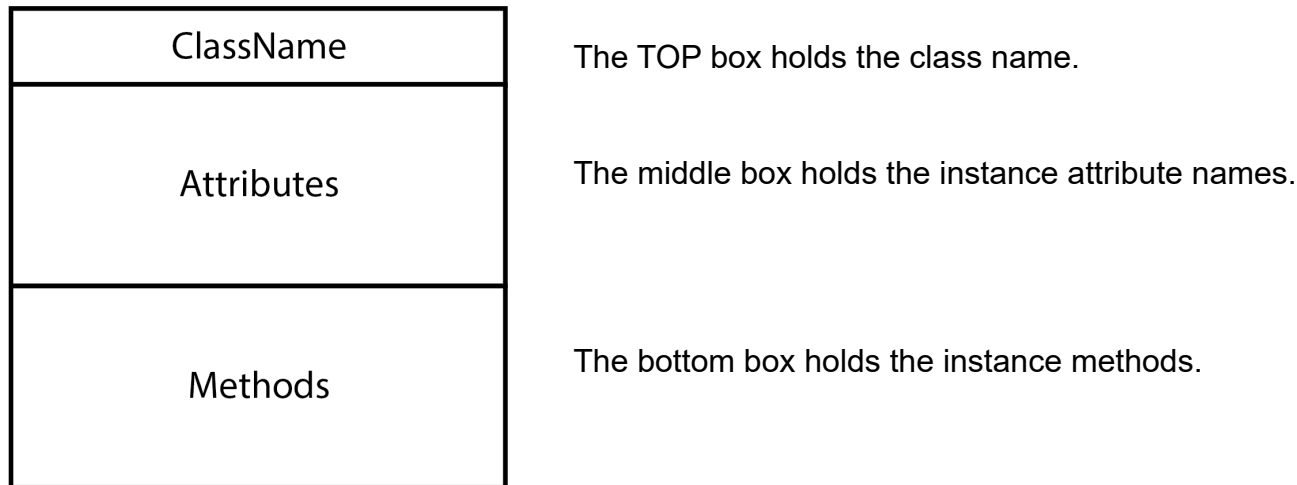 ClassName
The TOP box holds the class name.
Attributes
The middle box holds the instance attribute names.
Methods
The bottom box holds the instance methods.